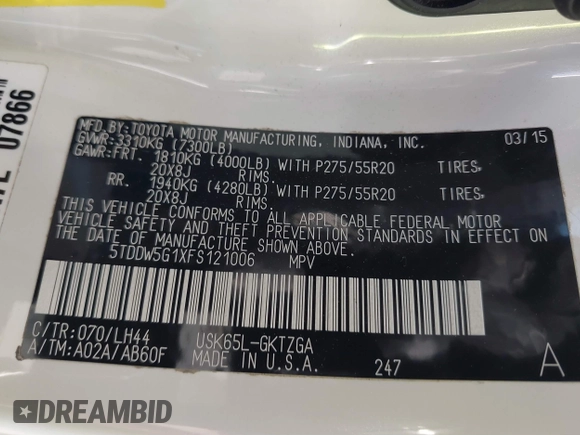 07866
MFD. BY: TOYOTA MOTOR MANUFACTURING, INDIANA, INC. 03/15
GVWR: 3310KG (7300LB)
GAWR: FRT. 1810KG (4000LB) WITH P275/55R20 TIRES,
20X8J RIMS.
RR. 1940KG (4280LB) WITH P275/55R20 TIRES,
20X8J RIMS.
THIS VEHICLE CONFORMS TO ALL APPLICABLE FEDERAL MOTOR
VEHICLE SAFETY AND THEFT PREVENTION STANDARDS IN EFFECT ON
THE DATE OF MANUFACTURE SHOWN ABOVE.
5TDDW5G1XFS121006 MPV
C/TR: 070/LH44 USK65L-GKTZGA
A/TM: A02A/AB60F MADE IN U.S.A. 247 A
DREAMBID